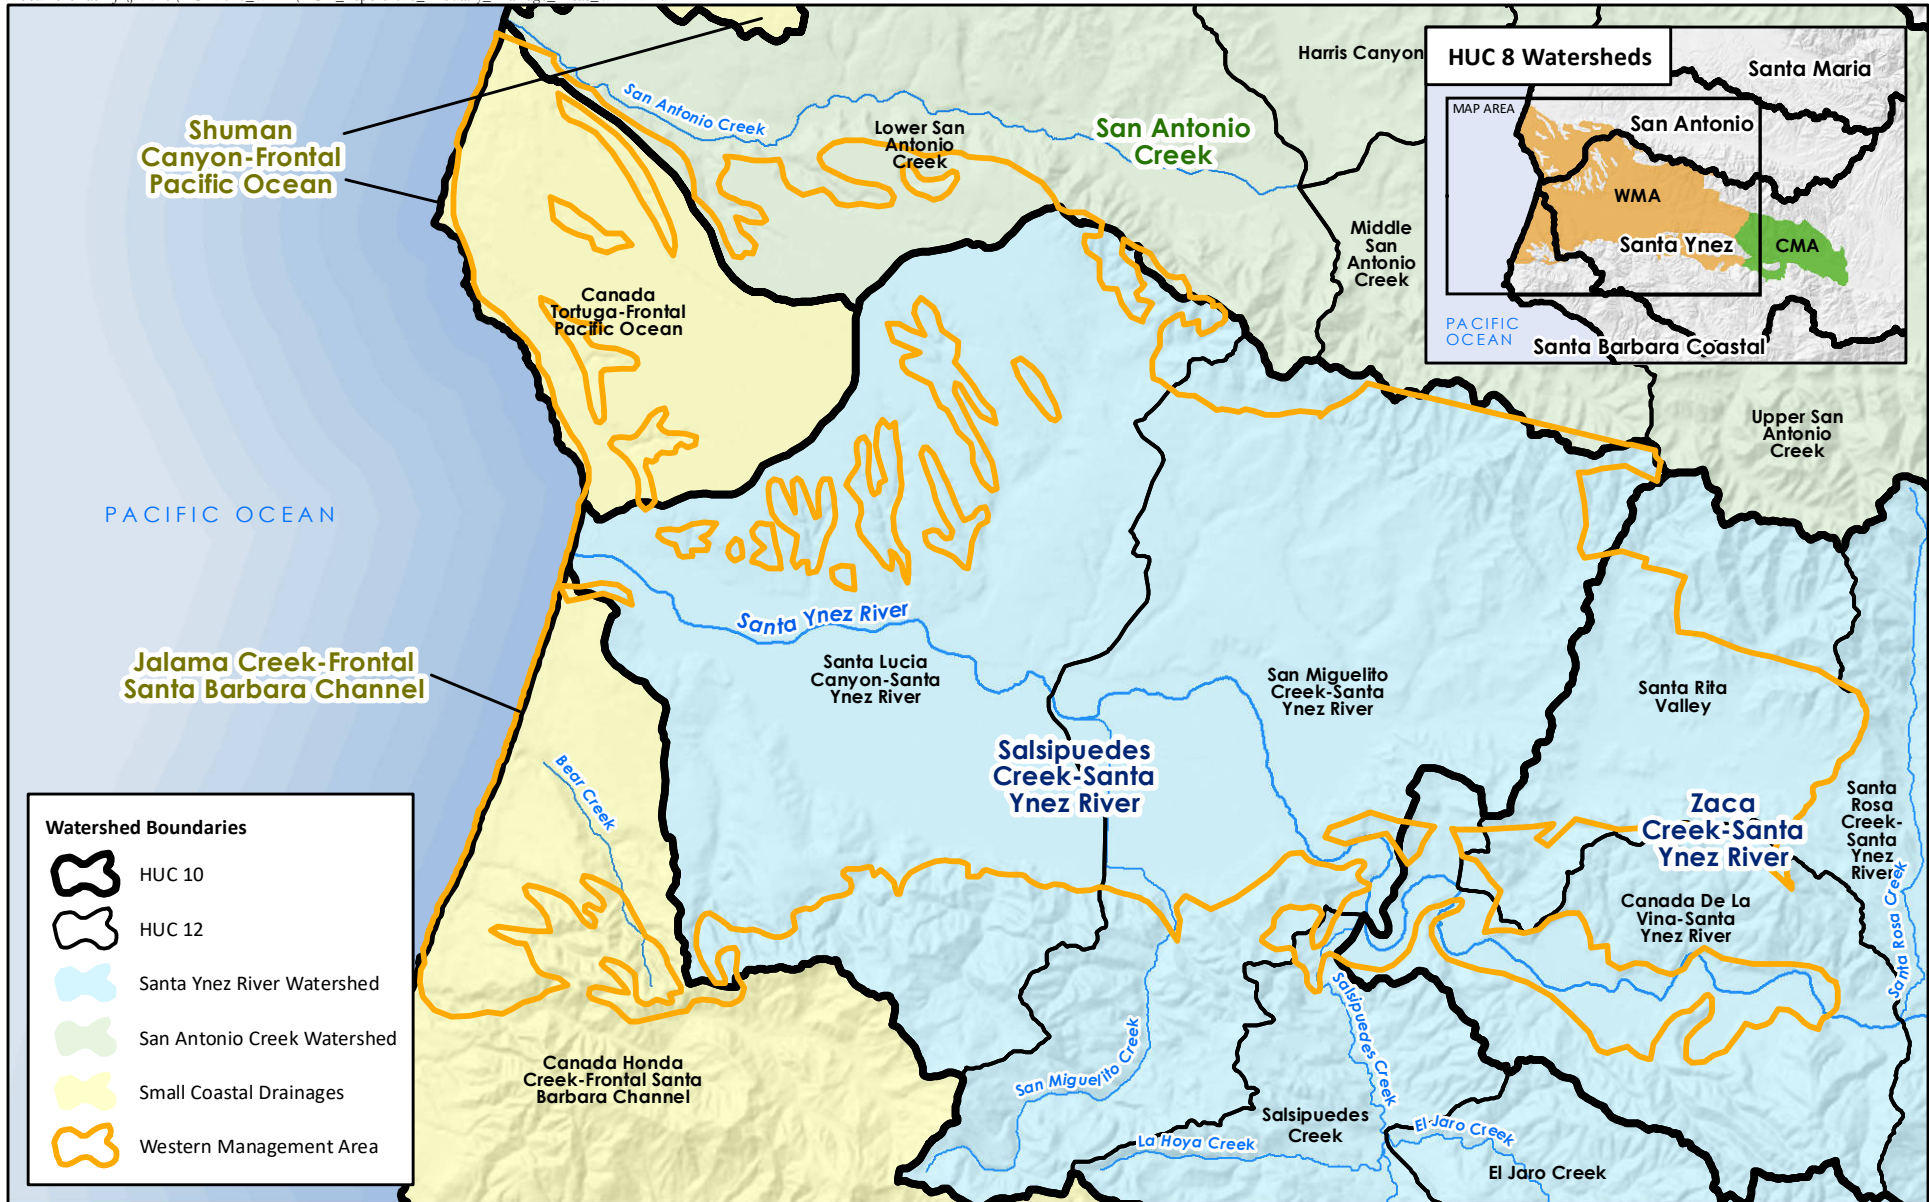 Harris Canyon
HUC 8 Watersheds
Santa Maria
MAP AREA
San Antonio
WMA
Santa Ynez
CMA
PACIFIC
OCEAN
Santa Barbara Coastal
Shuman
Canyon-Frontal
Pacific Ocean
San Antonio Creek
Lower San
Antonio
Creek
San Antonio
Creek
Middle
San
Antonio
Creek
Canada
Tortuga-Frontal
Pacific Ocean
Upper San
Antonio
Creek
PACIFIC OCEAN
Santa Ynez River
Jalama Creek-Frontal
Santa Barbara Channel
Santa Lucia
Canyon-Santa
Ynez River
San Miguelito
Creek-Santa
Ynez River
Santa Rita
Valley
Salsipuedes
Creek-Santa
Ynez River
Zaca
Creek-Santa
Ynez River
Santa
Rosa
Creek-
Santa
Ynez
River
Bear Creek
Canada De La
Vina-Santa
Ynez River
Santa Rosa Creek
Salsipuedes Creek
San Miguelito Creek
Canada Honda
Creek-Frontal Santa
Barbara Channel
Salsipuedes
Creek
La Hoya Creek
El Jaro Creek
El Jaro Creek
Watershed Boundaries
HUC 10
HUC 12
Santa Ynez River Watershed
San Antonio Creek Watershed
Small Coastal Drainages
Western Management Area